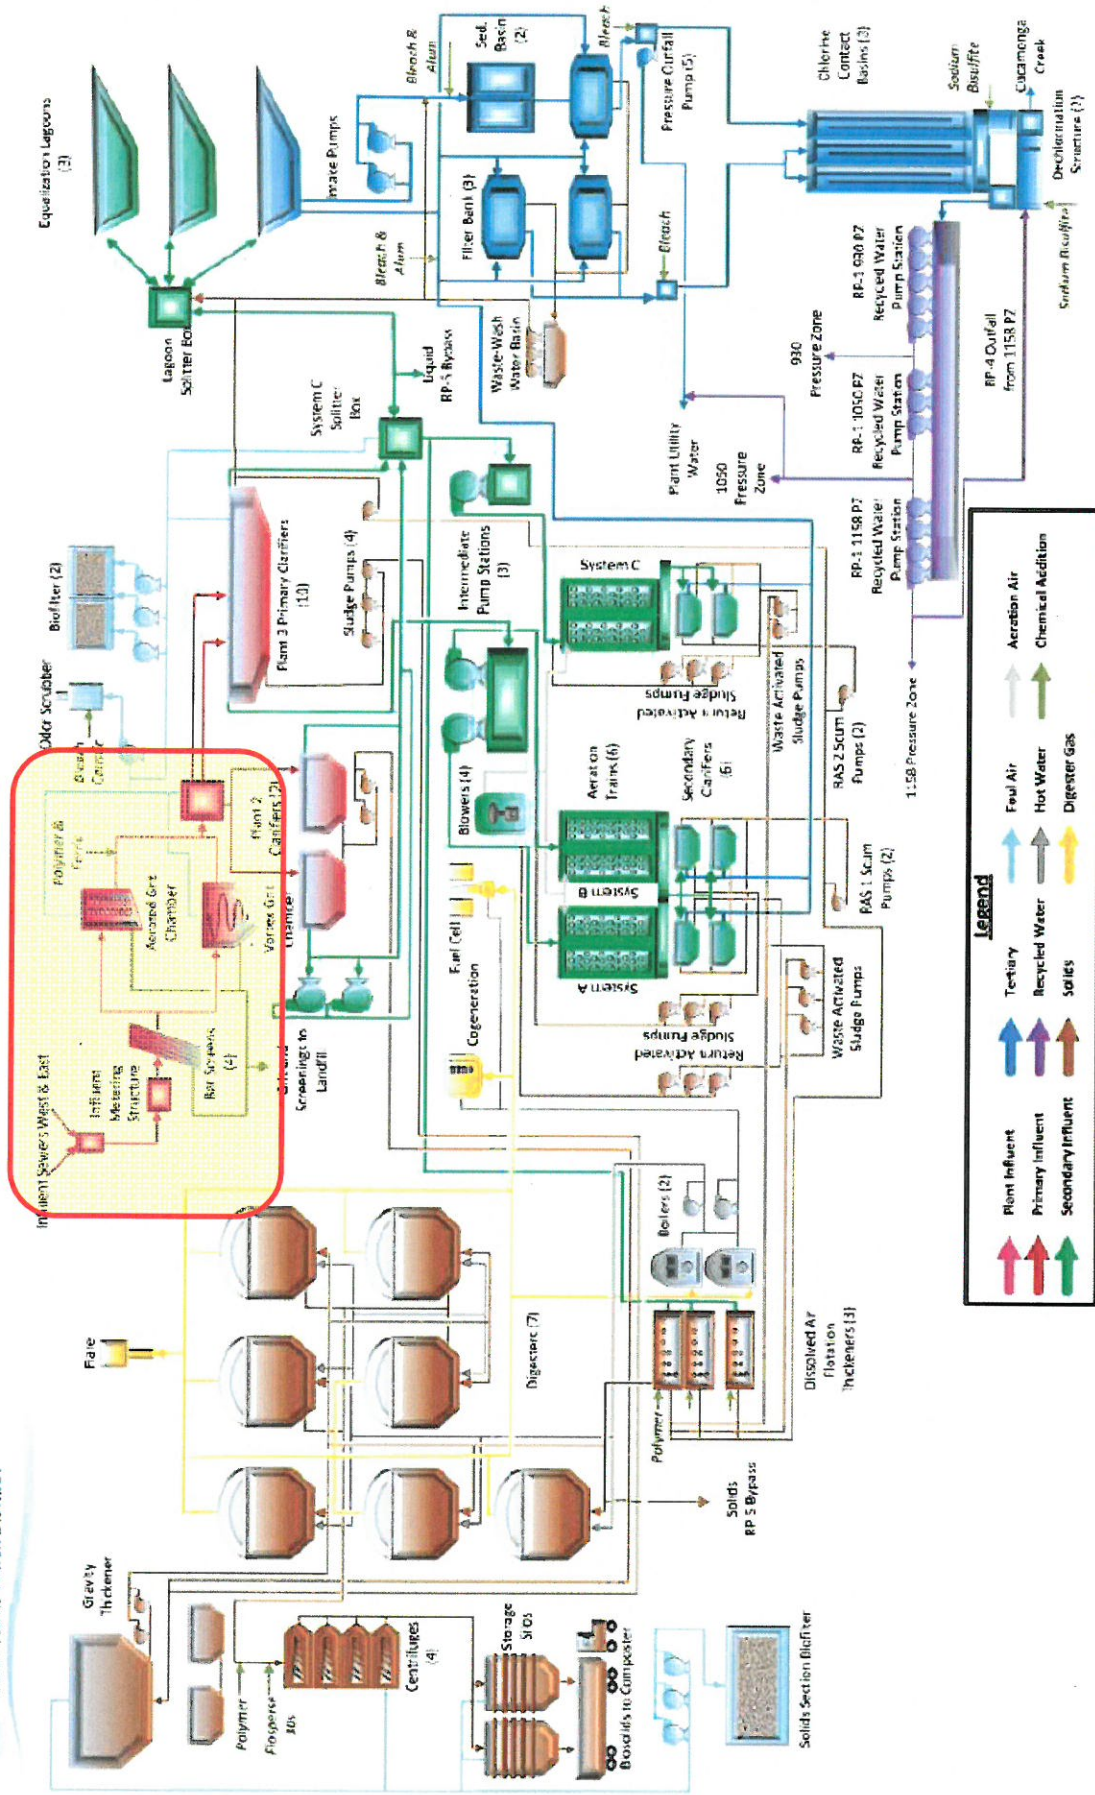 Influent Sewers West & East
Influent
Metering
Structure
Bar Screens
(4)
Screenings to
Landfill
Polymer &
Ferric
Aerated Grit
Chamber
Vortex Grit
Chamber
Plant 2
Clarifiers (2)
Odor Scrubber
Bleach
Biofilter (2)
Plant 3 Primary Clarifiers
(10)
Sludge Pumps (4)
Lagoon
Splitter Box
Equalization Lagoons
(3)
System C
Splitter
Box
Liquid
RP-5 Bypass
Intermediate
Pump Stations
(3)
Intake Pumps
Bleach &
Alum
Bleach &
Alum
Sed.
Basin
(2)
Filter Bank (3)
Waste-Wash
Water Basin
Bleach
Bleach
Pressure Outfall
Pump (5)
Plant Utility
Water
Chlorine
Contact
Basins (3)
Sodium
Bisulfite
Cucamonga
Creek
Dechlorination
Structure (2)
Sodium Bisulfite
Flare
Gravity
Thickener
Digesters (7)
Polymer
Flosperse
30s
Centrifuges
(4)
Storage
Silos
Biosolids to Composter
Solids Section Biofilter
Cogeneration
Fuel Cell
Blowers (4)
Boilers (2)
Polymer
Dissolved Air
Flotation
Thickeners (3)
Solids
RP-5 Bypass
System A
System B
Aeration
Trains (6)
Secondary
Clarifiers
(6)
System C
Return Activated
Sludge Pumps
Return Activated
Sludge Pumps
Waste Activated
Sludge Pumps
Waste Activated
Sludge Pumps
RAS 1 Scum
Pumps (2)
RAS 2 Scum
Pumps (2)
1158 Pressure Zone
1050
Pressure
Zone
930
Pressure Zone
RP-1 1158 PZ
Recycled Water
Pump Station
RP-1 1050 PZ
Recycled Water
Pump Station
RP-1 930 PZ
Recycled Water
Pump Station
RP-4 Outfall
from 1158 PZ
Legend
Plant Influent
Primary Influent
Secondary Influent
Tertiary
Recycled Water
Solids
Foul Air
Hot Water
Digester Gas
Aeration Air
Chemical Addition